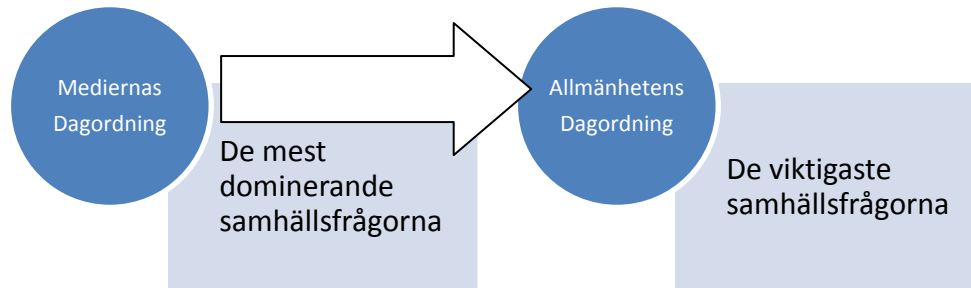 Mediernas
Dagordning
De mest
dominerande
samhällsfrågorna
Allmänhetens
Dagordning
De viktigaste
samhällsfrågorna